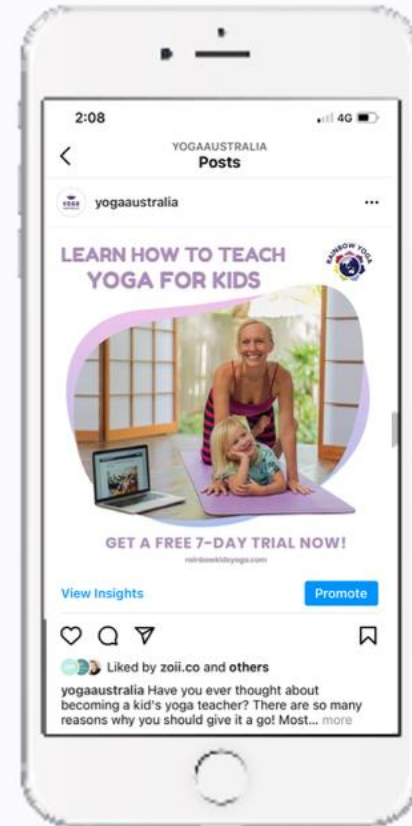 2:08
4G
YOGAAUSTRALIA
Posts
yogaaustralia
LEARN HOW TO TEACH
YOGA FOR KIDS
RAINBOW YOGA
GET A FREE 7-DAY TRIAL NOW!
rainbowkidsyoga.com
View Insights
Promote
Liked by zoii.co and others
yogaaustralia Have you ever thought about
becoming a kid's yoga teacher? There are so many
reasons why you should give it a go! Most... more